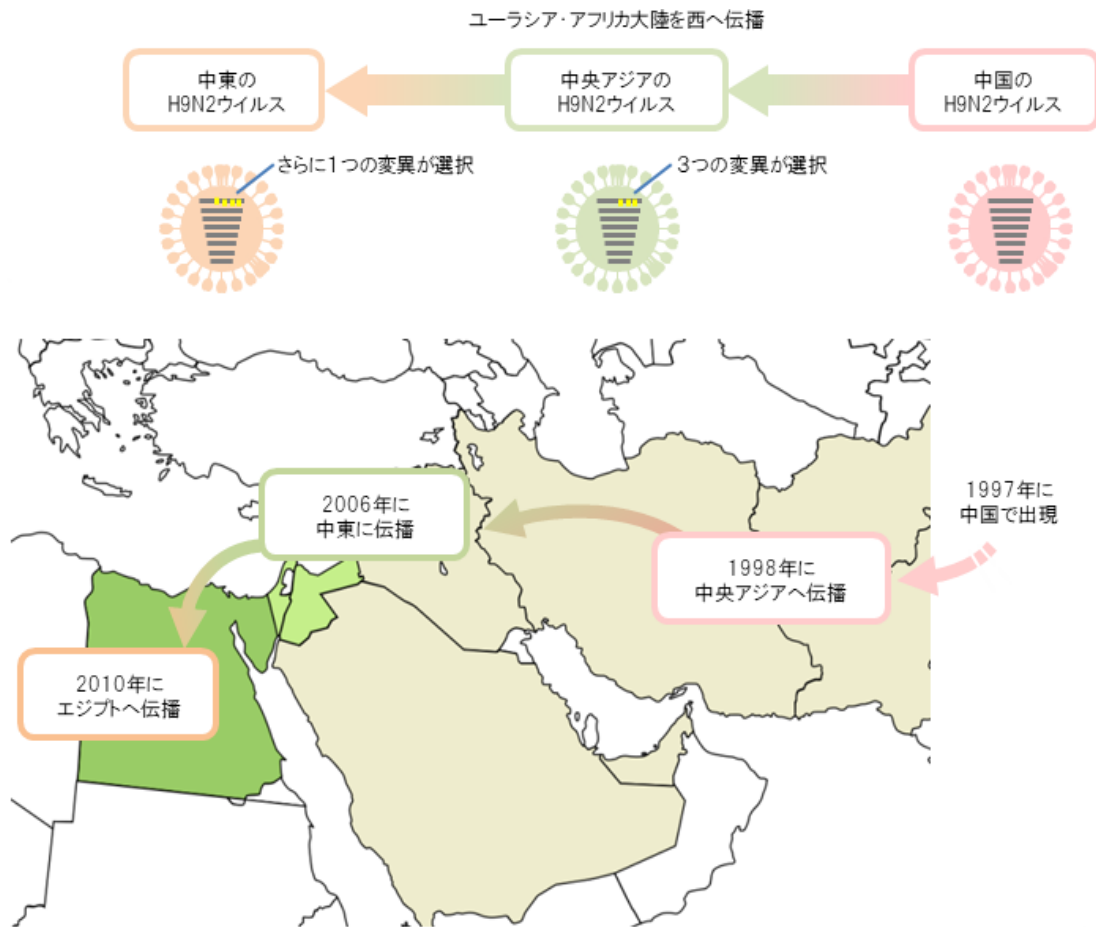 ユーラシア・アフリカ大陸を西へ伝播
中東の
H9N2ウイルス
中央アジアの
H9N2ウイルス
中国の
H9N2ウイルス
さらに1つの変異が選択
3つの変異が選択
1997年に
中国で出現
2006年に
中東に伝播
1998年に
中央アジアへ伝播
2010年に
エジプトへ伝播